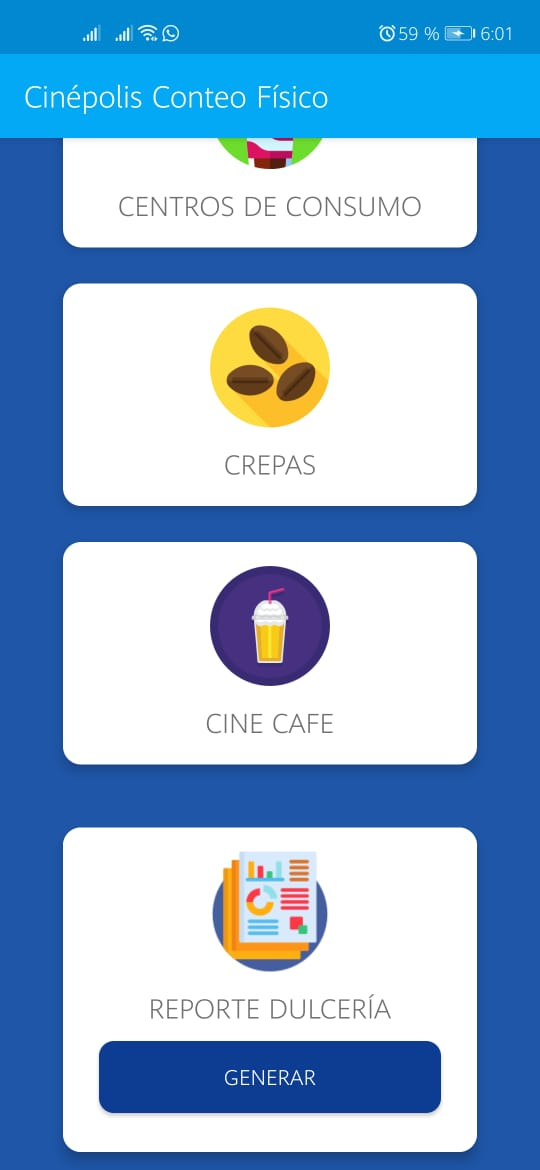 59 % 6:01
Cinépolis Conteo Físico
CENTROS DE CONSUMO
CREPAS
CINE CAFE
REPORTE DULCERÍA
GENERAR